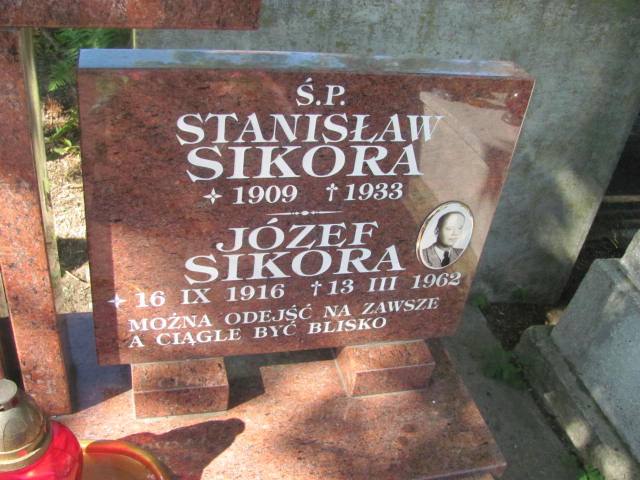 Ś.P.
STANISŁAW
SIKORA
✧ 1909 † 1933
JÓZEF
SIKORA
✧ 16 IX 1916 † 13 III 1962
MOŻNA ODEJŚĆ NA ZAWSZE
A CIĄGLE BYĆ BLISKO